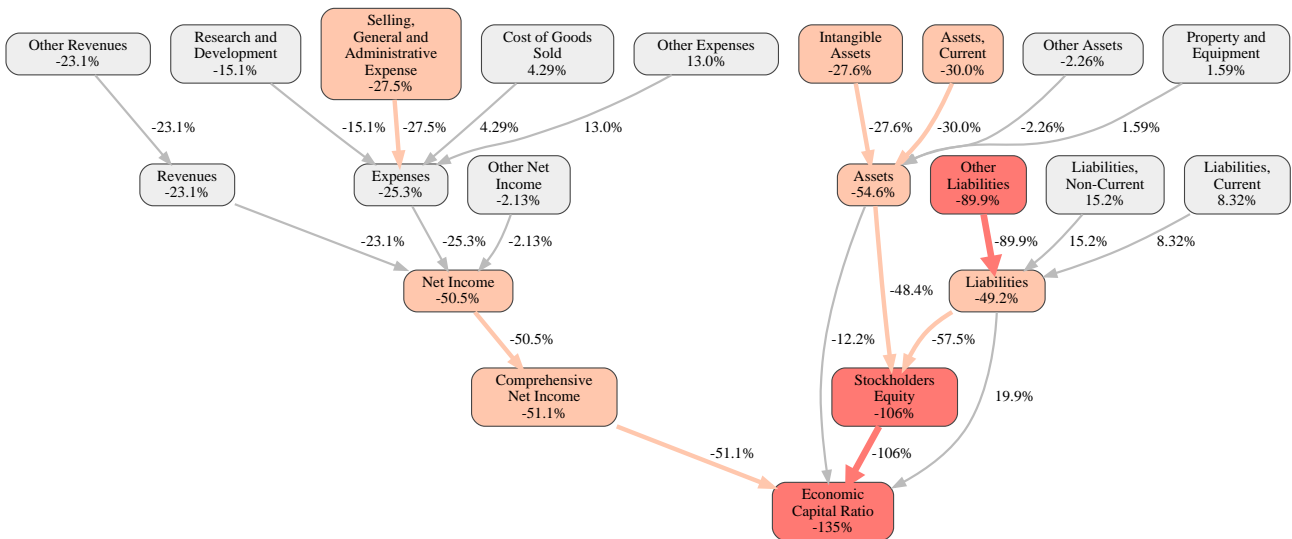 Other Revenues
-23.1%
Research and
Development
-15.1%
Selling,
General and
Administrative
Expense
-27.5%
Cost of Goods
Sold
4.29%
Other Expenses
13.0%
Intangible
Assets
-27.6%
Assets,
Current
-30.0%
Other Assets
-2.26%
Property and
Equipment
1.59%
-23.1%
-15.1%
-27.5%
4.29%
13.0%
-27.6%
-30.0%
-2.26%
1.59%
Revenues
-23.1%
Expenses
-25.3%
Other Net
Income
-2.13%
Assets
-54.6%
Other
Liabilities
-89.9%
Liabilities,
Non-Current
15.2%
Liabilities,
Current
8.32%
-23.1%
-25.3%
-2.13%
-89.9%
15.2%
8.32%
Net Income
-50.5%
-48.4%
Liabilities
-49.2%
-50.5%
-12.2%
-57.5%
Comprehensive
Net Income
-51.1%
Stockholders
Equity
-106%
19.9%
-51.1%
-106%
Economic
Capital Ratio
-135%